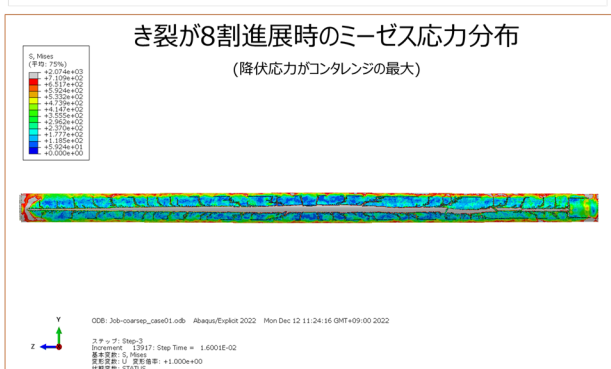 き裂が8割進展時のミーゼス応力分布
(降伏応力がコンタレンジの最大)
S, Mises
(平均: 75%)
+2.074e+03
+7.109e+02
+6.517e+02
+5.924e+02
+5.332e+02
+4.739e+02
+4.147e+02
+3.555e+02
+2.962e+02
+2.370e+02
+1.777e+02
+1.185e+02
+5.924e+01
+0.000e+00
Y
Z
ODB: Job-coarsep_case01.odb Abaqus/Explicit 2022 Mon Dec 12 11:24:16 GMT+09:00 2022
ステップ: Step-3
Increment 13917: Step Time = 1.6001E-02
基本変数: S, Mises
変形変数: U 変形倍率: +1.000e+00
状態変数: STATUS